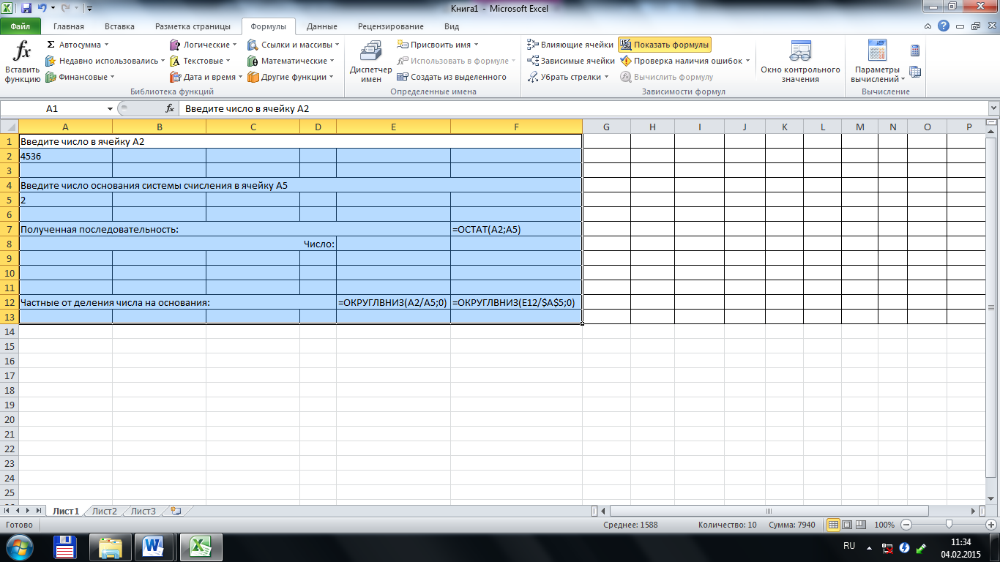 Книга1 - Microsoft Excel
Файл Главная Вставка Разметка страницы Формулы Данные Рецензирование Вид
fx Вставить функцию
Σ Автосумма
Недавно использовались
Финансовые
Логические
Текстовые
Дата и время
Ссылки и массивы
Математические
Другие функции
Библиотека функций
Диспетчер имен
Присвоить имя
Использовать в формуле
Создать из выделенного
Определенные имена
Влияющие ячейки
Зависимые ячейки
Убрать стрелки
Показать формулы
Проверка наличия ошибок
Вычислить формулу
Зависимости формул
Окно контрольного значения
Параметры вычислений
Вычисление
A1 fx Введите число в ячейку A2
A B C D E F G H I J K L M N O P
1 Введите число в ячейку A2
2 4536
3
4 Введите число основания системы счисления в ячейку A5
5 2
6
7 Полученная последовательность: =ОСТАТ(A2;A5)
8 Число:
9
10
11
12 Частные от деления числа на основания: =ОКРУГЛВНИЗ(A2/A5;0) =ОКРУГЛВНИЗ(E12/$A$5;0)
13
14
15
16
17
18
19
20
21
22
23
24
25
Лист1 Лист2 Лист3
Готово Среднее: 1588 Количество: 10 Сумма: 7940 100%
RU 11:34
04.02.2015